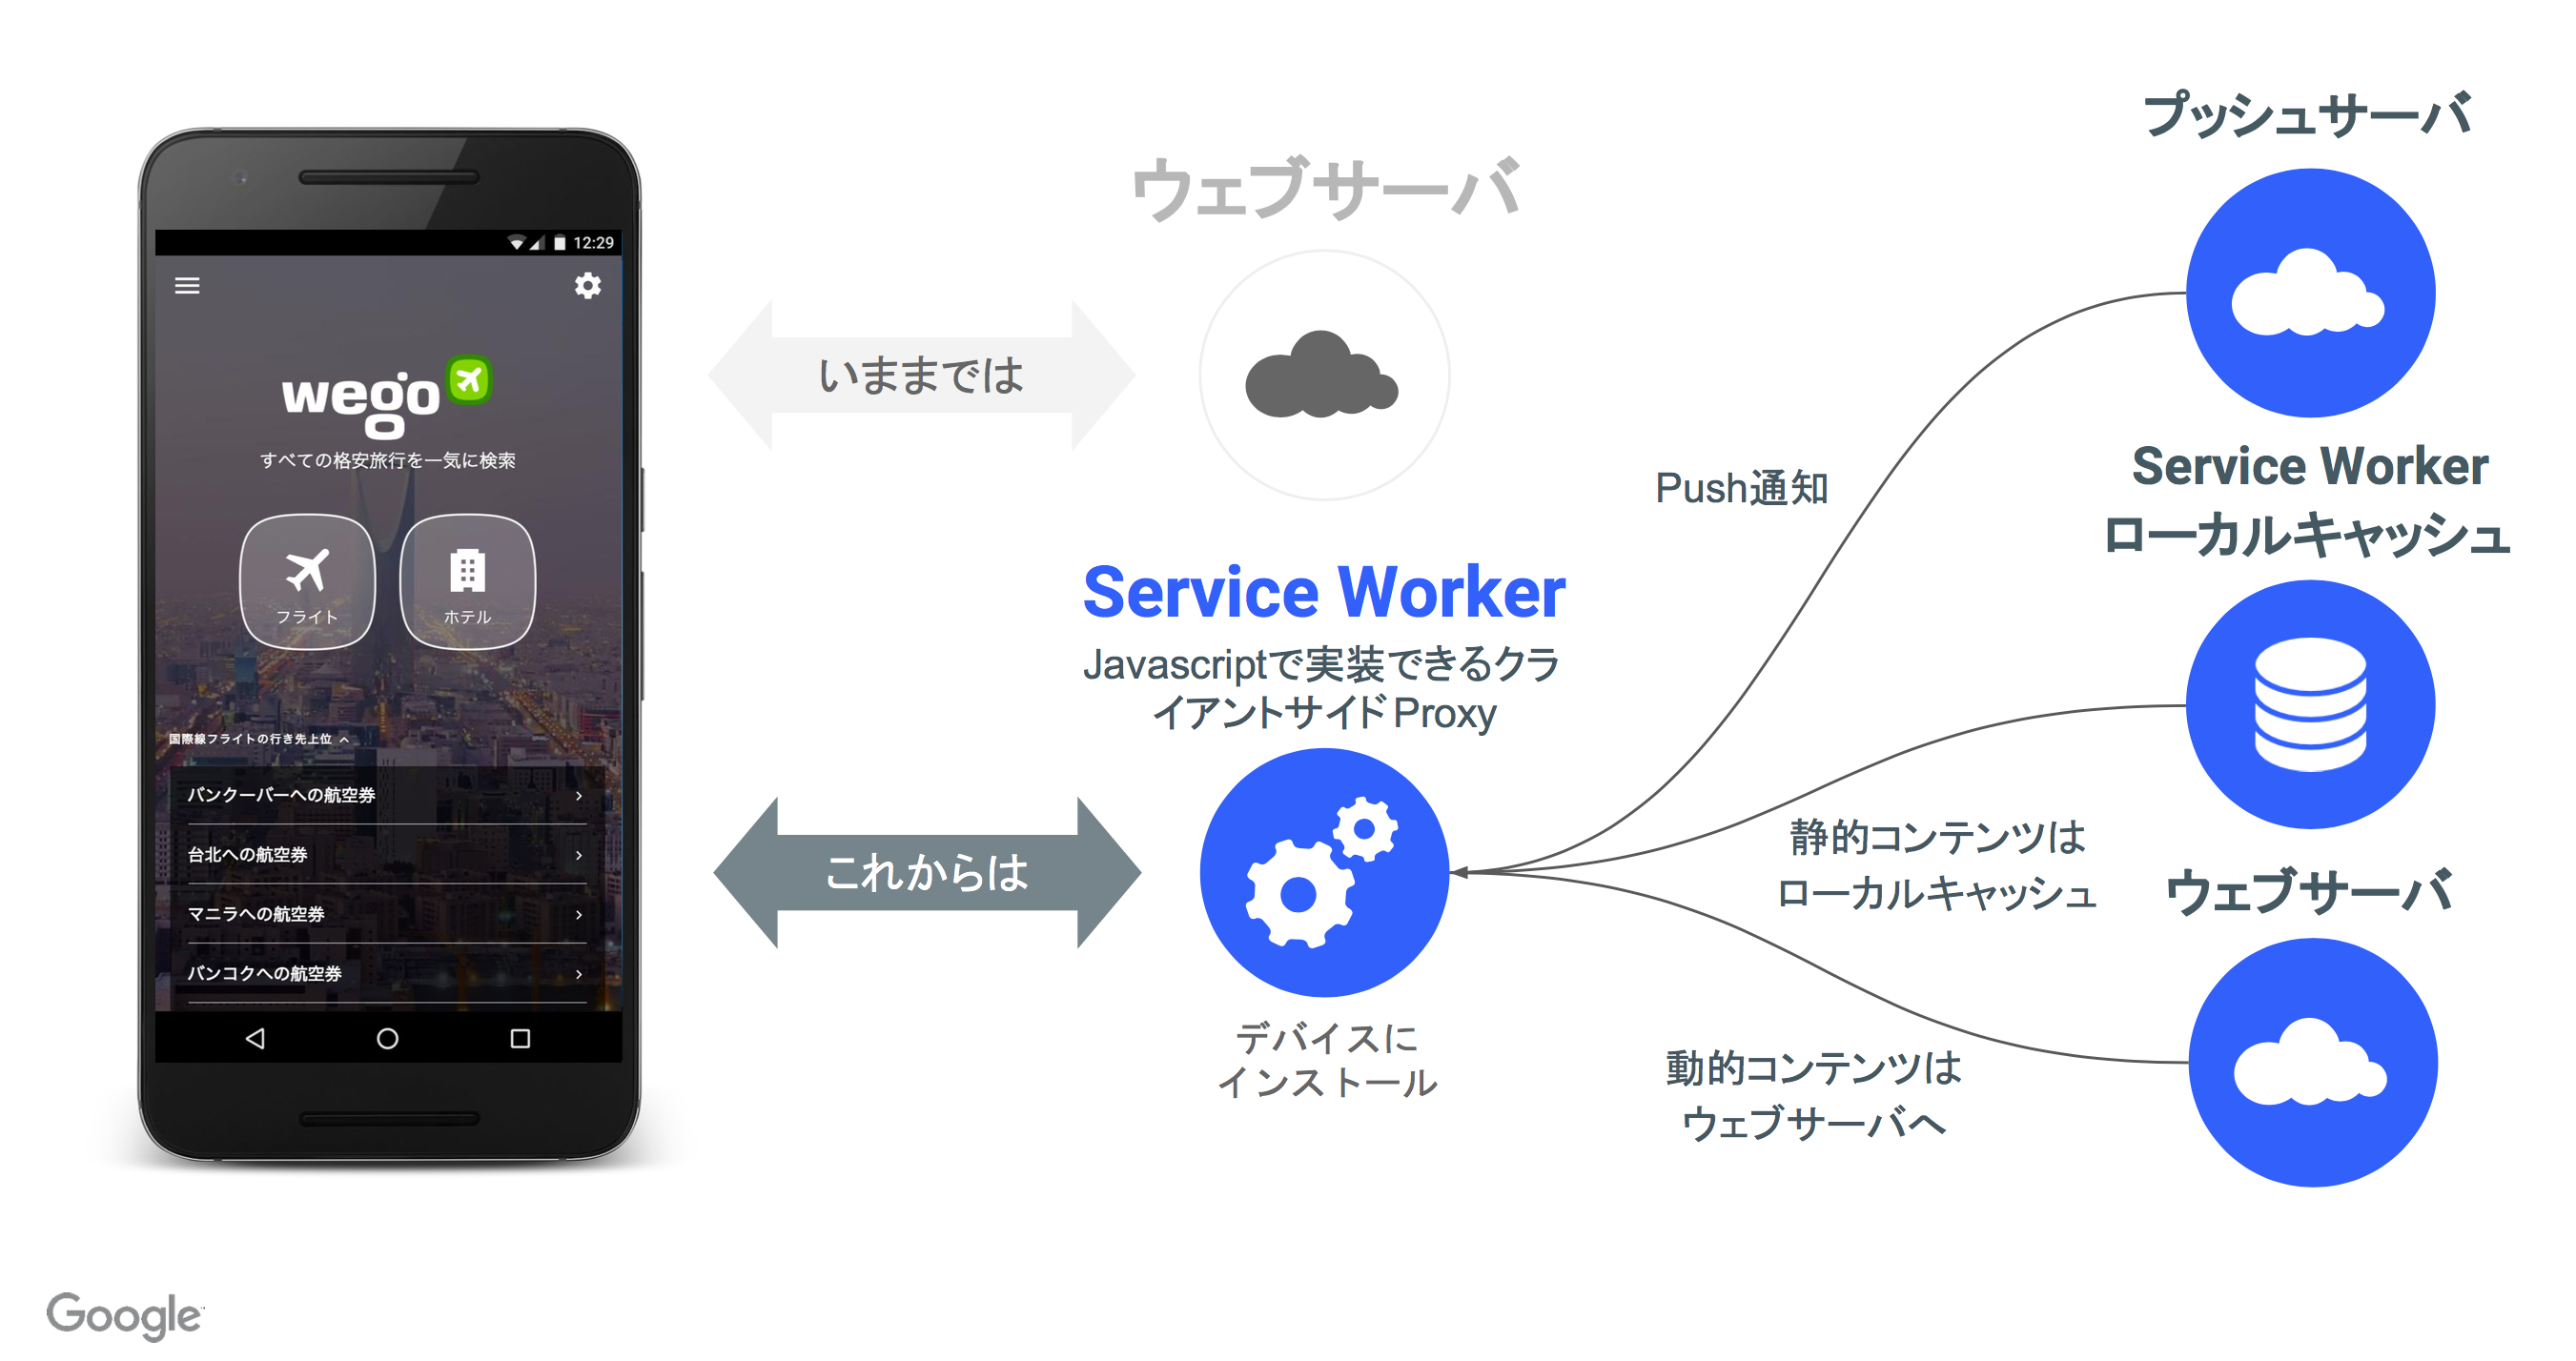 12:29
wego
すべての格安旅行を一気に検索
フライト
ホテル
国際線フライトの行き先上位
バンクーバーへの航空券
台北への航空券
マニラへの航空券
バンコクへの航空券
ウェブサーバ
いままでは
Service Worker
Javascriptで実装できるクラ
イアントサイドProxy
これからは
デバイスに
インストール
プッシュサーバ
Push通知
Service Worker
ローカルキャッシュ
静的コンテンツは
ローカルキャッシュ
ウェブサーバ
動的コンテンツは
ウェブサーバへ
Google